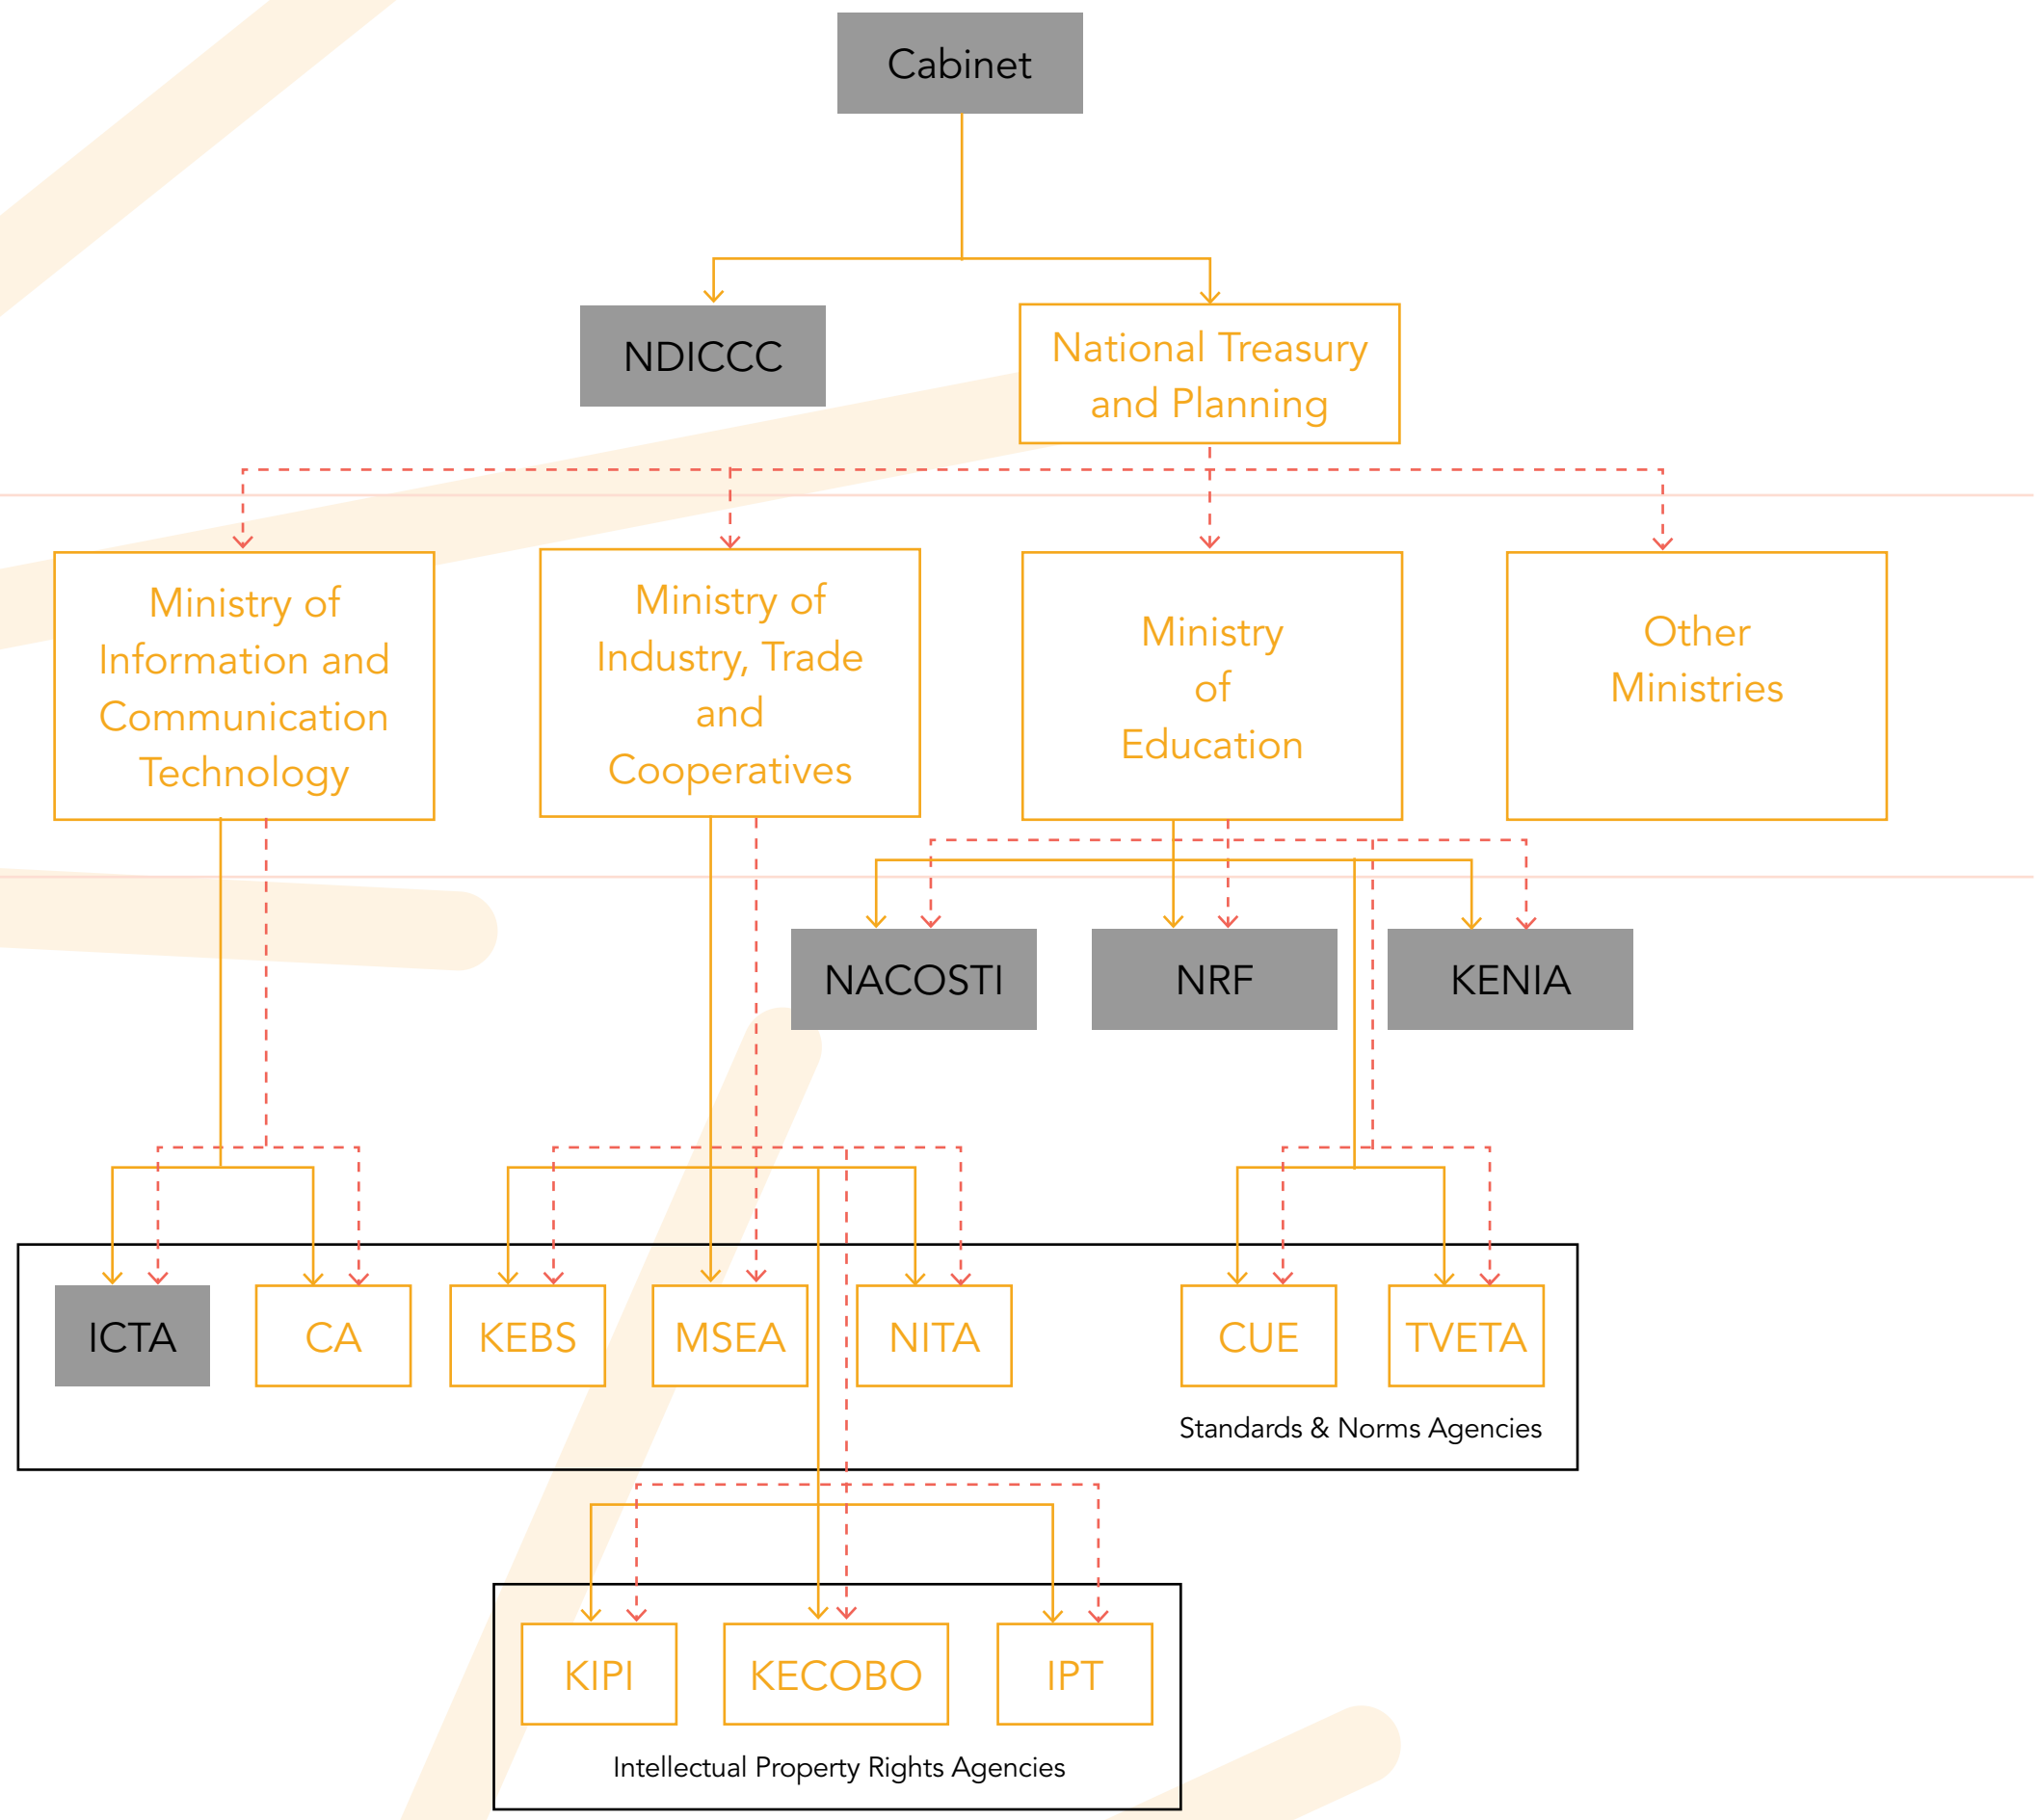 Cabinet
NDICCC
National Treasury
and Planning
Ministry of
Information and
Communication
Technology
Ministry of
Industry, Trade
and
Cooperatives
Ministry
of
Education
Other
Ministries
NACOSTI
NRF
KENIA
ICTA
CA
KEBS
MSEA
NITA
CUE
TVETA
Standards & Norms Agencies
KIPI
KECOBO
IPT
Intellectual Property Rights Agencies